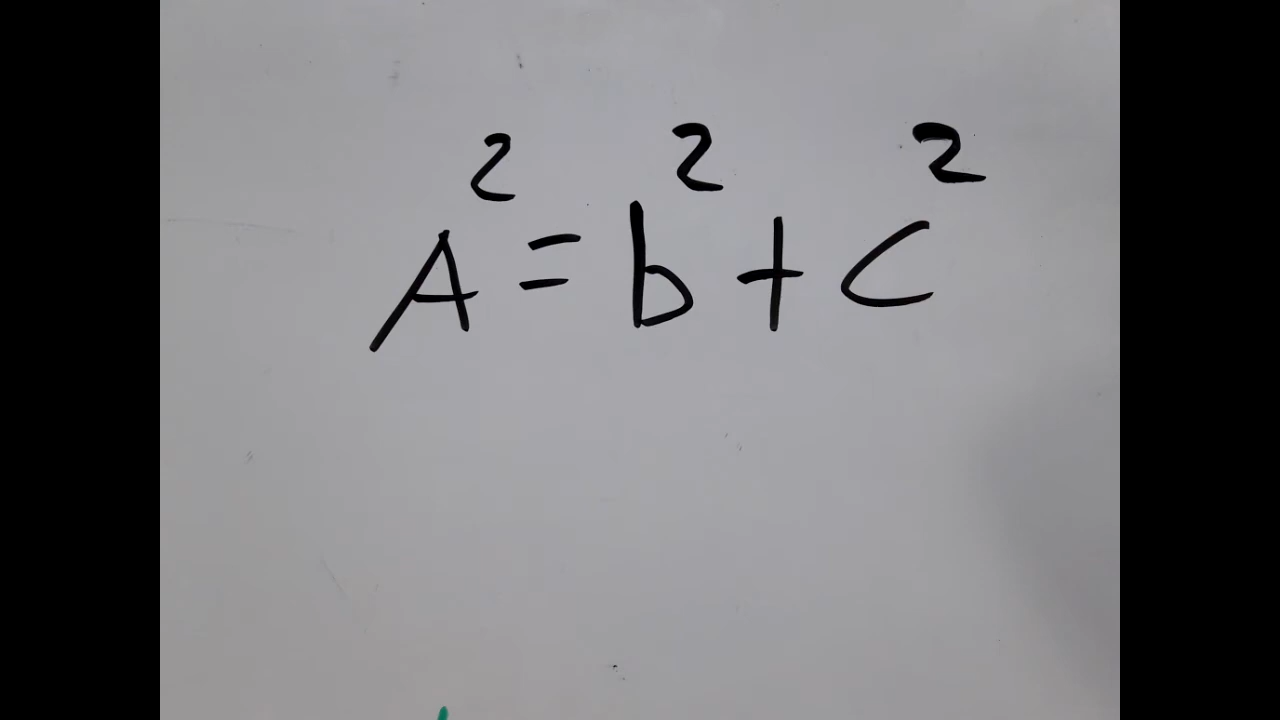 A² = b² + c²